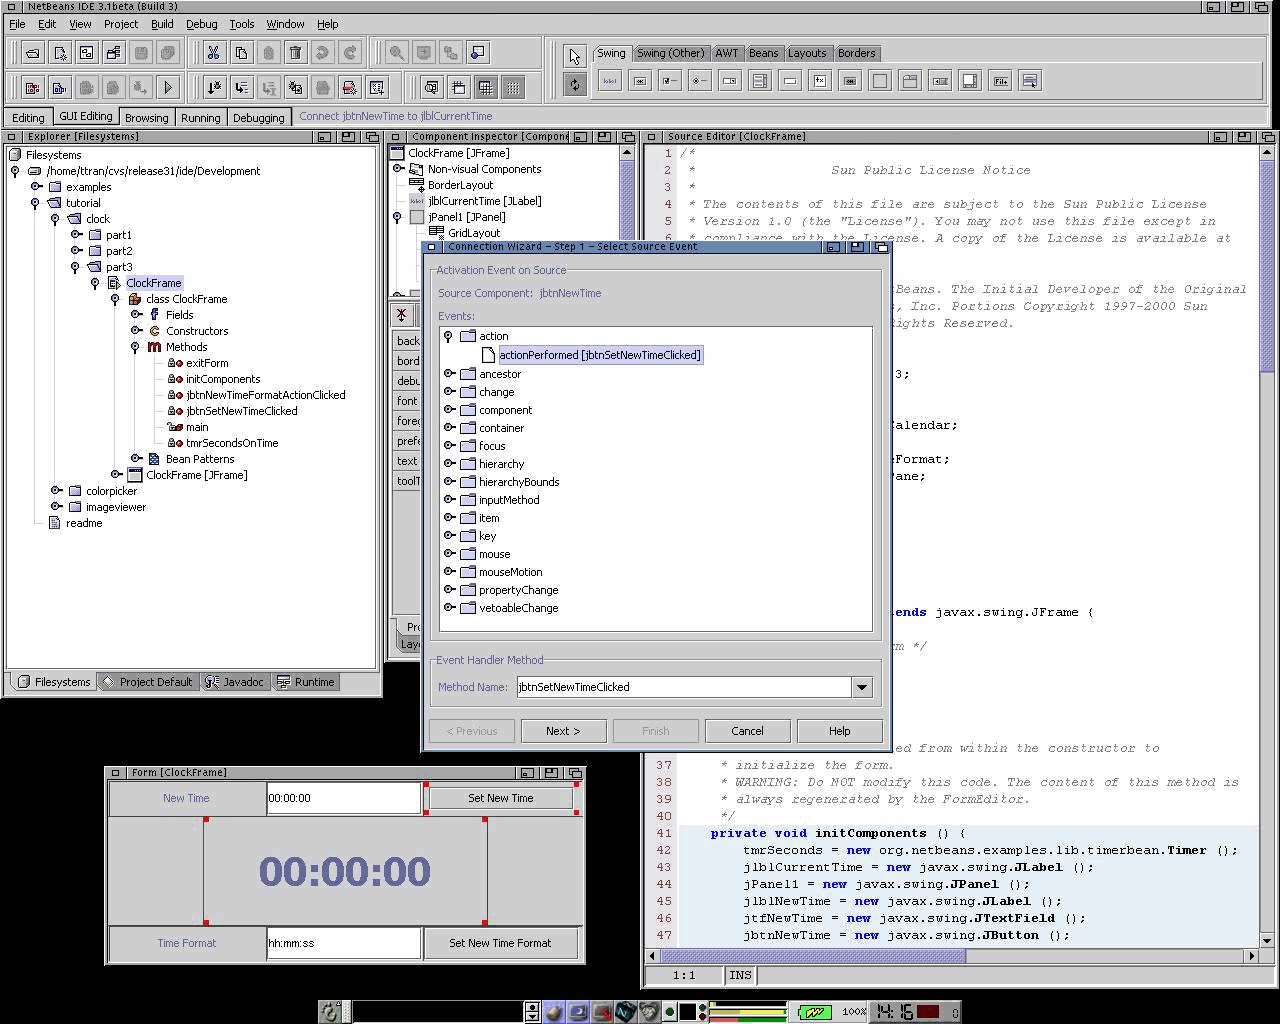 NetBeans IDE 3.1beta (Build 3)
File Edit View Project Build Debug Tools Window Help
Swing Swing (Other) AWT Beans Layouts Borders
Editing GUI Editing Browsing Running Debugging Connect jbtnNewTime to jlblCurrentTime
Explorer [Filesystems]
Filesystems
/home/ttran/cvs/release31/ide/Development
examples
tutorial
clock
part1
part2
part3
ClockFrame
class ClockFrame
Fields
Constructors
Methods
exitForm
initComponents
jbtnNewTimeFormatActionClicked
jbtnSetNewTimeClicked
main
tmrSecondsOnTime
Bean Patterns
ClockFrame [JFrame]
colorpicker
imageviewer
readme
Filesystems Project Default Javadoc Runtime
Component Inspector [Compone
ClockFrame [JFrame]
Non-visual Components
BorderLayout
jlblCurrentTime [JLabel]
jPanel1 [JPanel]
GridLayout
back
bord
debu
font
foreg
prefe
text
toolT
Pro
Layo
Connection Wizard - Step 1 - Select Source Event
Activation Event on Source
Source Component: jbtnNewTime
Events:
action
actionPerformed [jbtnSetNewTimeClicked]
ancestor
change
component
container
focus
hierarchy
hierarchyBounds
inputMethod
item
key
mouse
mouseMotion
propertyChange
vetoableChange
Event Handler Method
Method Name: jbtnSetNewTimeClicked
< Previous Next > Finish Cancel Help
Source Editor [ClockFrame]
1 /*
2 * Sun Public License Notice
3 *
4 * The contents of this file are subject to the Sun Public License
5 * Version 1.0 (the "License"). You may not use this file except in
6 * compliance with the License. A copy of the License is available at
tBeans. The Initial Developer of the Original
, Inc. Portions Copyright 1997-2000 Sun
ights Reserved.
3;
alendar;
eFormat;
Pane;
ends javax.swing.JFrame {
rm */
ed from within the constructor to
37 * initialize the form.
38 * WARNING: Do NOT modify this code. The content of this method is
39 * always regenerated by the FormEditor.
40 */
41 private void initComponents () {
42 tmrSeconds = new org.netbeans.examples.lib.timerbean.Timer ();
43 jlblCurrentTime = new javax.swing.JLabel ();
44 jPanel1 = new javax.swing.JPanel ();
45 jlblNewTime = new javax.swing.JLabel ();
46 jtfNewTime = new javax.swing.JTextField ();
47 jbtnNewTime = new javax.swing.JButton ();
1:1 INS
Form [ClockFrame]
New Time 00:00:00 Set New Time
00:00:00
Time Format hh:mm:ss Set New Time Format
100% 14:16 0